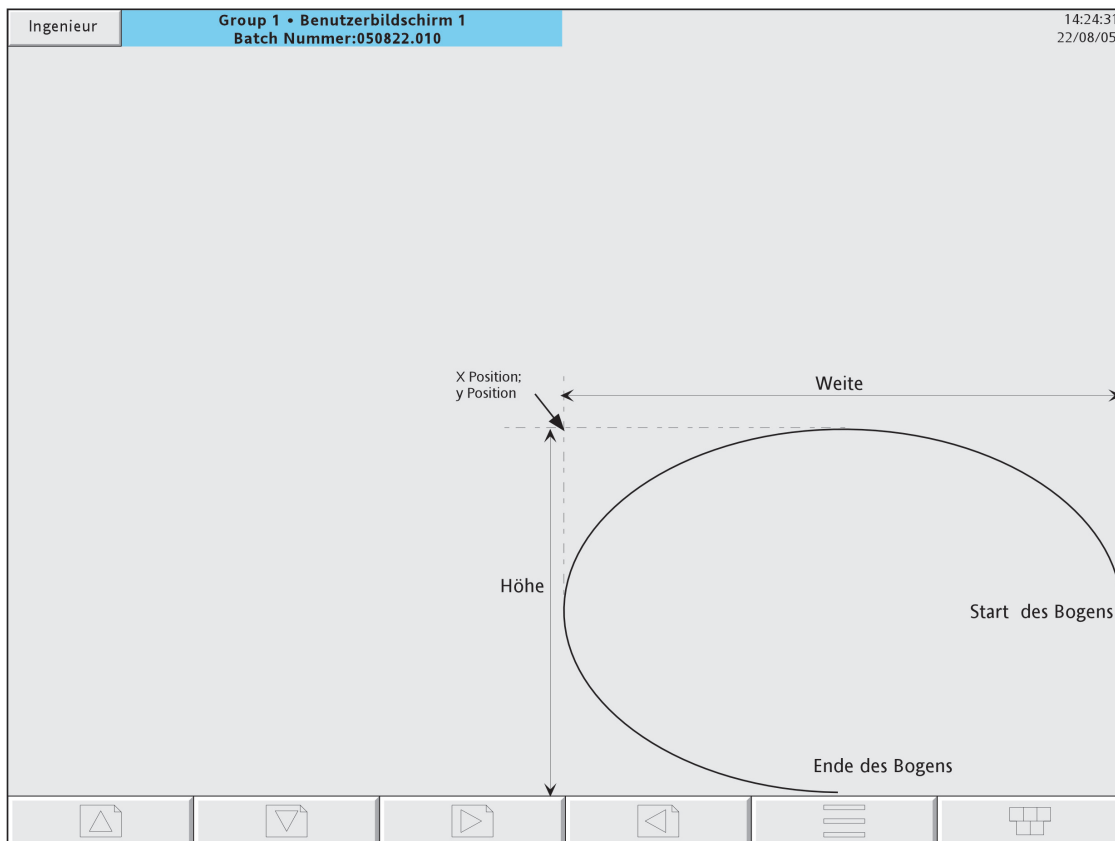 Ingenieur
Group 1 • Benutzerbildschirm 1
Batch Nummer:050822.010
14:24:31
22/08/05
X Position;
y Position
Weite
Höhe
Start des Bogens
Ende des Bogens